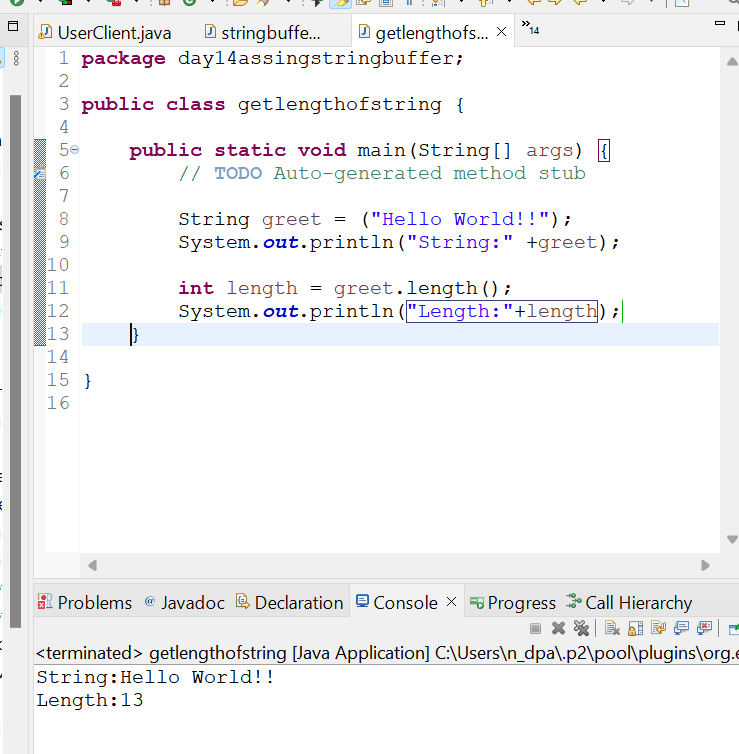 UserClient.java stringbuffe... getlengthofs... 14
1 package day14assingstringbuffer;
2
3 public class getlengthofstring {
4
5 public static void main(String[] args) {
6 // TODO Auto-generated method stub
7
8 String greet = ("Hello World!!");
9 System.out.println("String:" +greet);
10
11 int length = greet.length();
12 System.out.println("Length:"+length);
13 }
14
15 }
16
Problems @ Javadoc Declaration Console Progress Call Hierarchy
<terminated> getlengthofstring [Java Application] C:\Users\n_dpa\.p2\pool\plugins\org.e
String:Hello World!!
Length:13